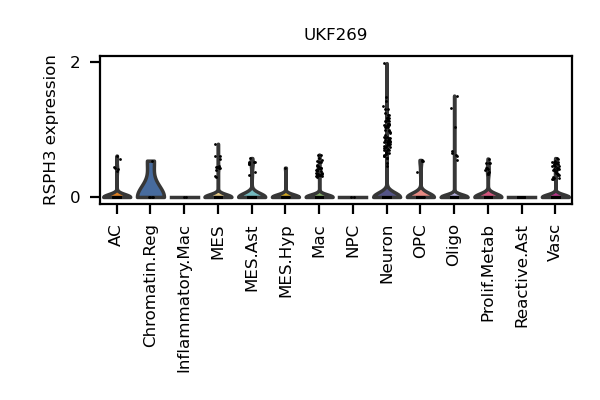 UKF269
RSPH3 expression
2
0
AC
Chromatin.Reg
Inflammatory.Mac
MES
MES.Ast
MES.Hyp
Mac
NPC
Neuron
OPC
Oligo
Prolif.Metab
Reactive.Ast
Vasc